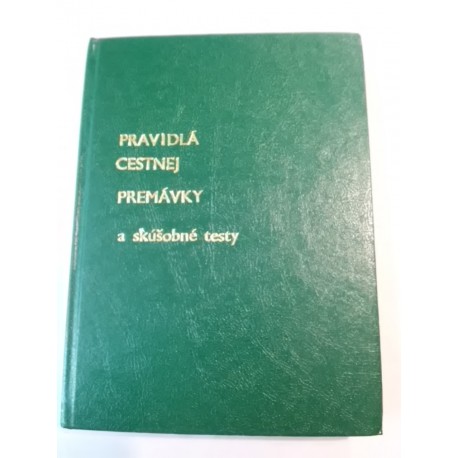 PRAVIDLÁ
CESTNEJ
PREMÁVKY
a skúšobné testy